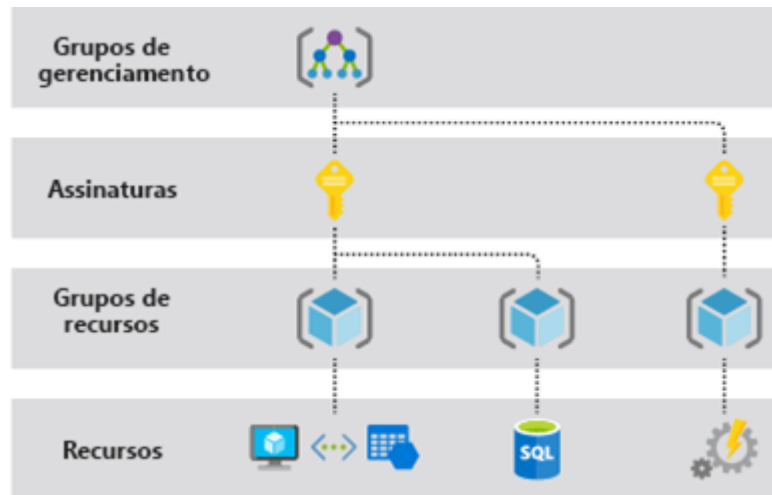 Grupos de
gerenciamento
Assinaturas
Grupos de
recursos
Recursos
SQL